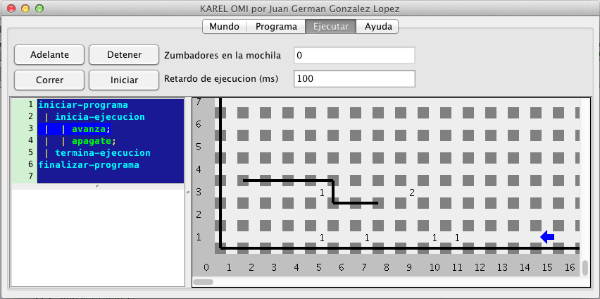 KAREL OMI por Juan German Gonzalez Lopez
Mundo Programa Ejecutar Ayuda
Adelante Detener Zumbadores en la mochila 0
Correr Iniciar Retardo de ejecucion (ms) 100
1 iniciar-programa
2 | inicia-ejecucion
3 | | avanza;
4 | | apagate;
5 | termina-ejecucion
6 finalizar-programa
7
7
6
5
4
3 1 2
2
1 1 1 1 1
0 1 2 3 4 5 6 7 8 9 10 11 12 13 14 15 16